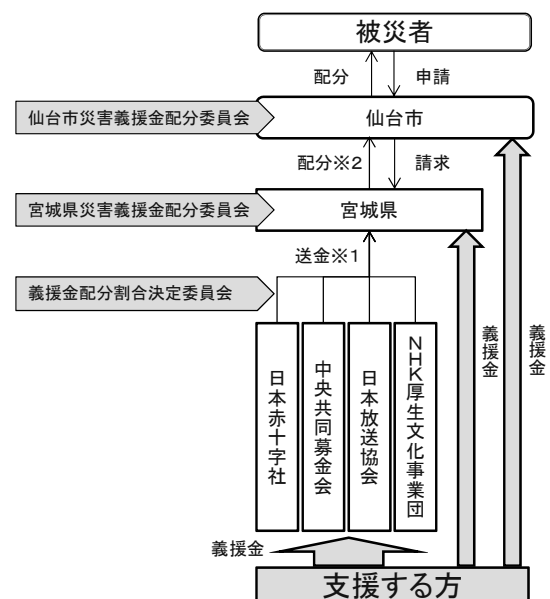 被災者
配分
申請
仙台市災害義援金配分委員会
仙台市
配分※2
請求
宮城県災害義援金配分委員会
宮城県
送金※1
義援金配分割合決定委員会
日本赤十字社
中央共同募金会
日本放送協会
NHK厚生文化事業団
義援金
義援金
義援金
支援する方